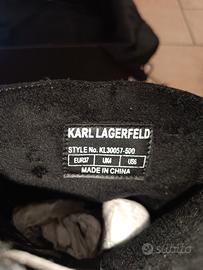 KARL LAGERFELD
STYLE No. KL30057-500
EUR37 UK4 US6
MADE IN CHINA
subito